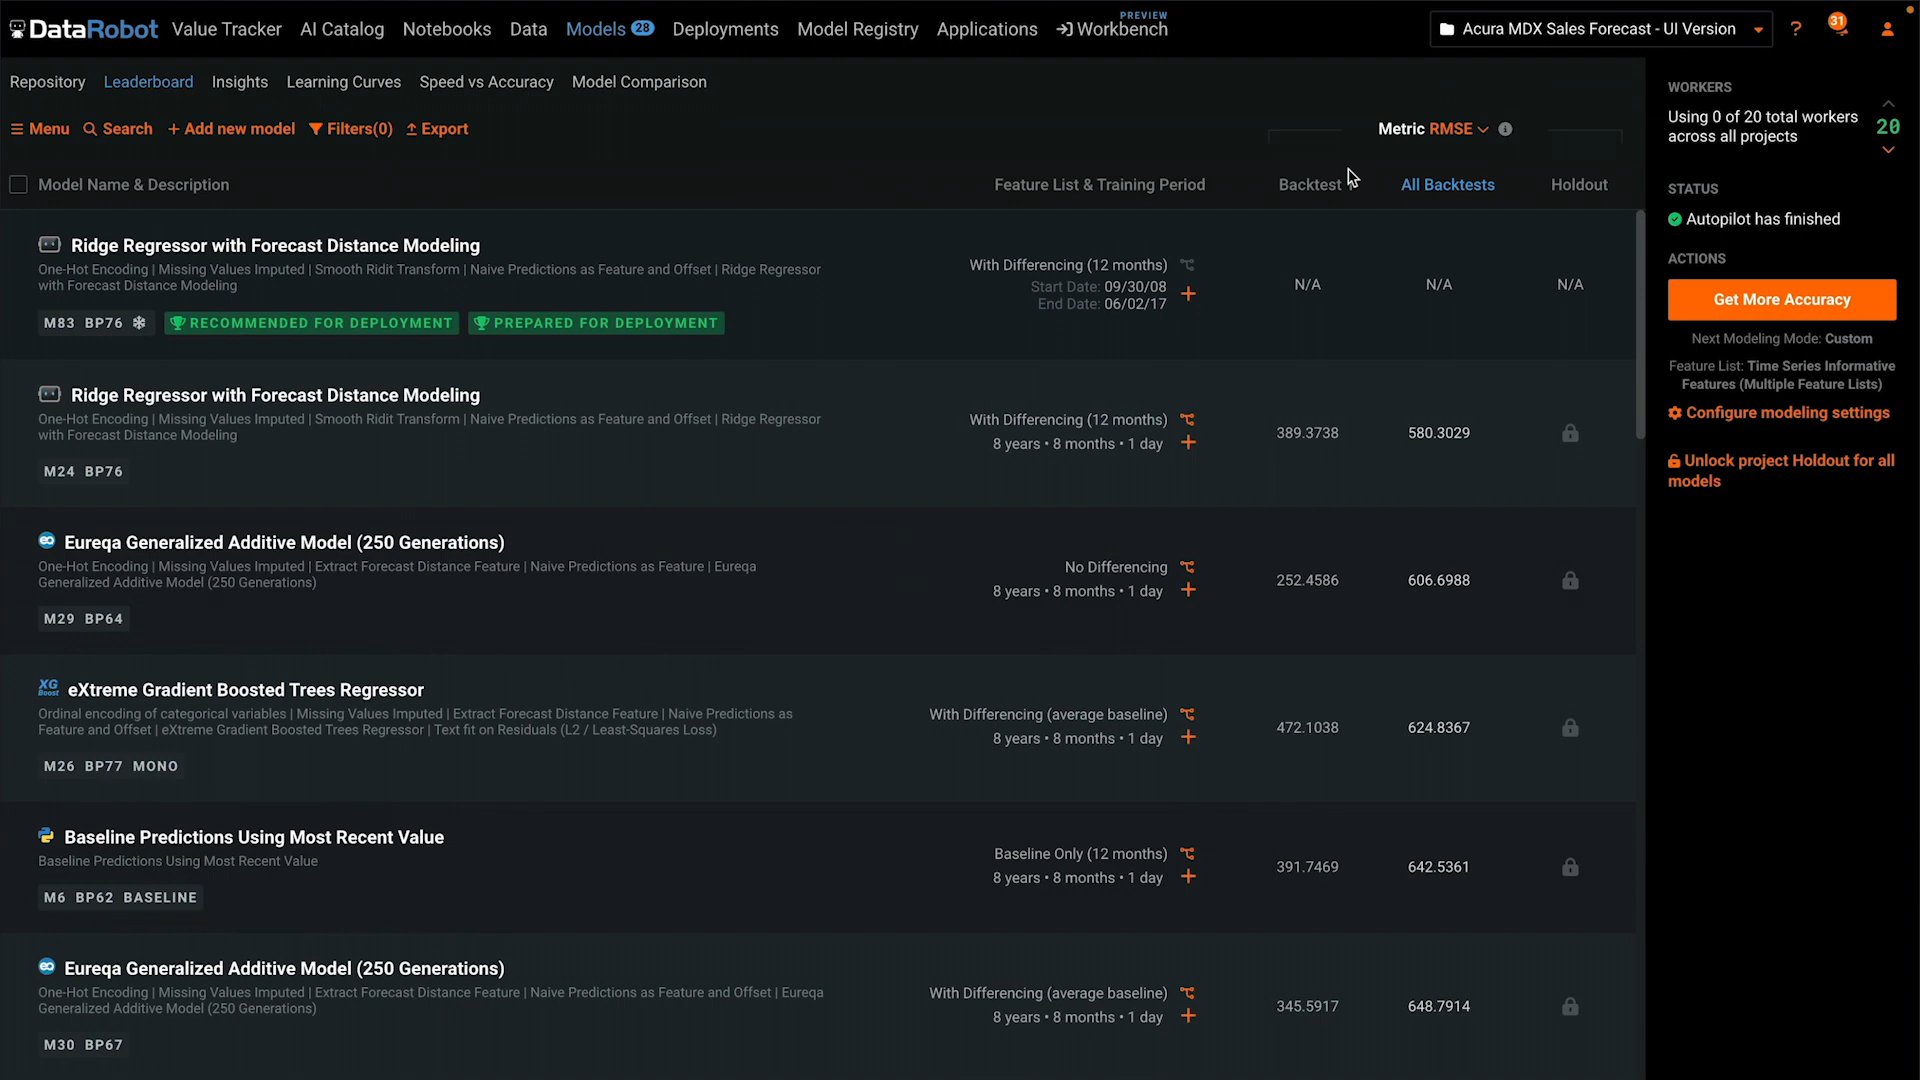 DataRobot Value Tracker AI Catalog Notebooks Data Models 28 Deployments Model Registry Applications PREVIEW Workbench Acura MDX Sales Forecast - UI Version ? 31
Repository Leaderboard Insights Learning Curves Speed vs Accuracy Model Comparison
Menu Search + Add new model Filters(0) Export Metric RMSE
Model Name & Description Feature List & Training Period Backtest All Backtests Holdout
Ridge Regressor with Forecast Distance Modeling
One-Hot Encoding | Missing Values Imputed | Smooth Ridit Transform | Naive Predictions as Feature and Offset | Ridge Regressor
with Forecast Distance Modeling
M83 BP76 RECOMMENDED FOR DEPLOYMENT PREPARED FOR DEPLOYMENT
With Differencing (12 months)
Start Date: 09/30/08
End Date: 06/02/17
N/A N/A N/A
Ridge Regressor with Forecast Distance Modeling
One-Hot Encoding | Missing Values Imputed | Smooth Ridit Transform | Naive Predictions as Feature and Offset | Ridge Regressor
with Forecast Distance Modeling
M24 BP76
With Differencing (12 months)
8 years • 8 months • 1 day
389.3738 580.3029
Eureqa Generalized Additive Model (250 Generations)
One-Hot Encoding | Missing Values Imputed | Extract Forecast Distance Feature | Naive Predictions as Feature | Eureqa
Generalized Additive Model (250 Generations)
M29 BP64
No Differencing
8 years • 8 months • 1 day
252.4586 606.6988
XG Boost eXtreme Gradient Boosted Trees Regressor
Ordinal encoding of categorical variables | Missing Values Imputed | Extract Forecast Distance Feature | Naive Predictions as
Feature and Offset | eXtreme Gradient Boosted Trees Regressor | Text fit on Residuals (L2 / Least-Squares Loss)
M26 BP77 MONO
With Differencing (average baseline)
8 years • 8 months • 1 day
472.1038 624.8367
Baseline Predictions Using Most Recent Value
Baseline Predictions Using Most Recent Value
M6 BP62 BASELINE
Baseline Only (12 months)
8 years • 8 months • 1 day
391.7469 642.5361
Eureqa Generalized Additive Model (250 Generations)
One-Hot Encoding | Missing Values Imputed | Extract Forecast Distance Feature | Naive Predictions as Feature and Offset | Eureqa
Generalized Additive Model (250 Generations)
M30 BP67
With Differencing (average baseline)
8 years • 8 months • 1 day
345.5917 648.7914
WORKERS
Using 0 of 20 total workers
across all projects
20
STATUS
Autopilot has finished
ACTIONS
Get More Accuracy
Next Modeling Mode: Custom
Feature List: Time Series Informative
Features (Multiple Feature Lists)
Configure modeling settings
Unlock project Holdout for all
models